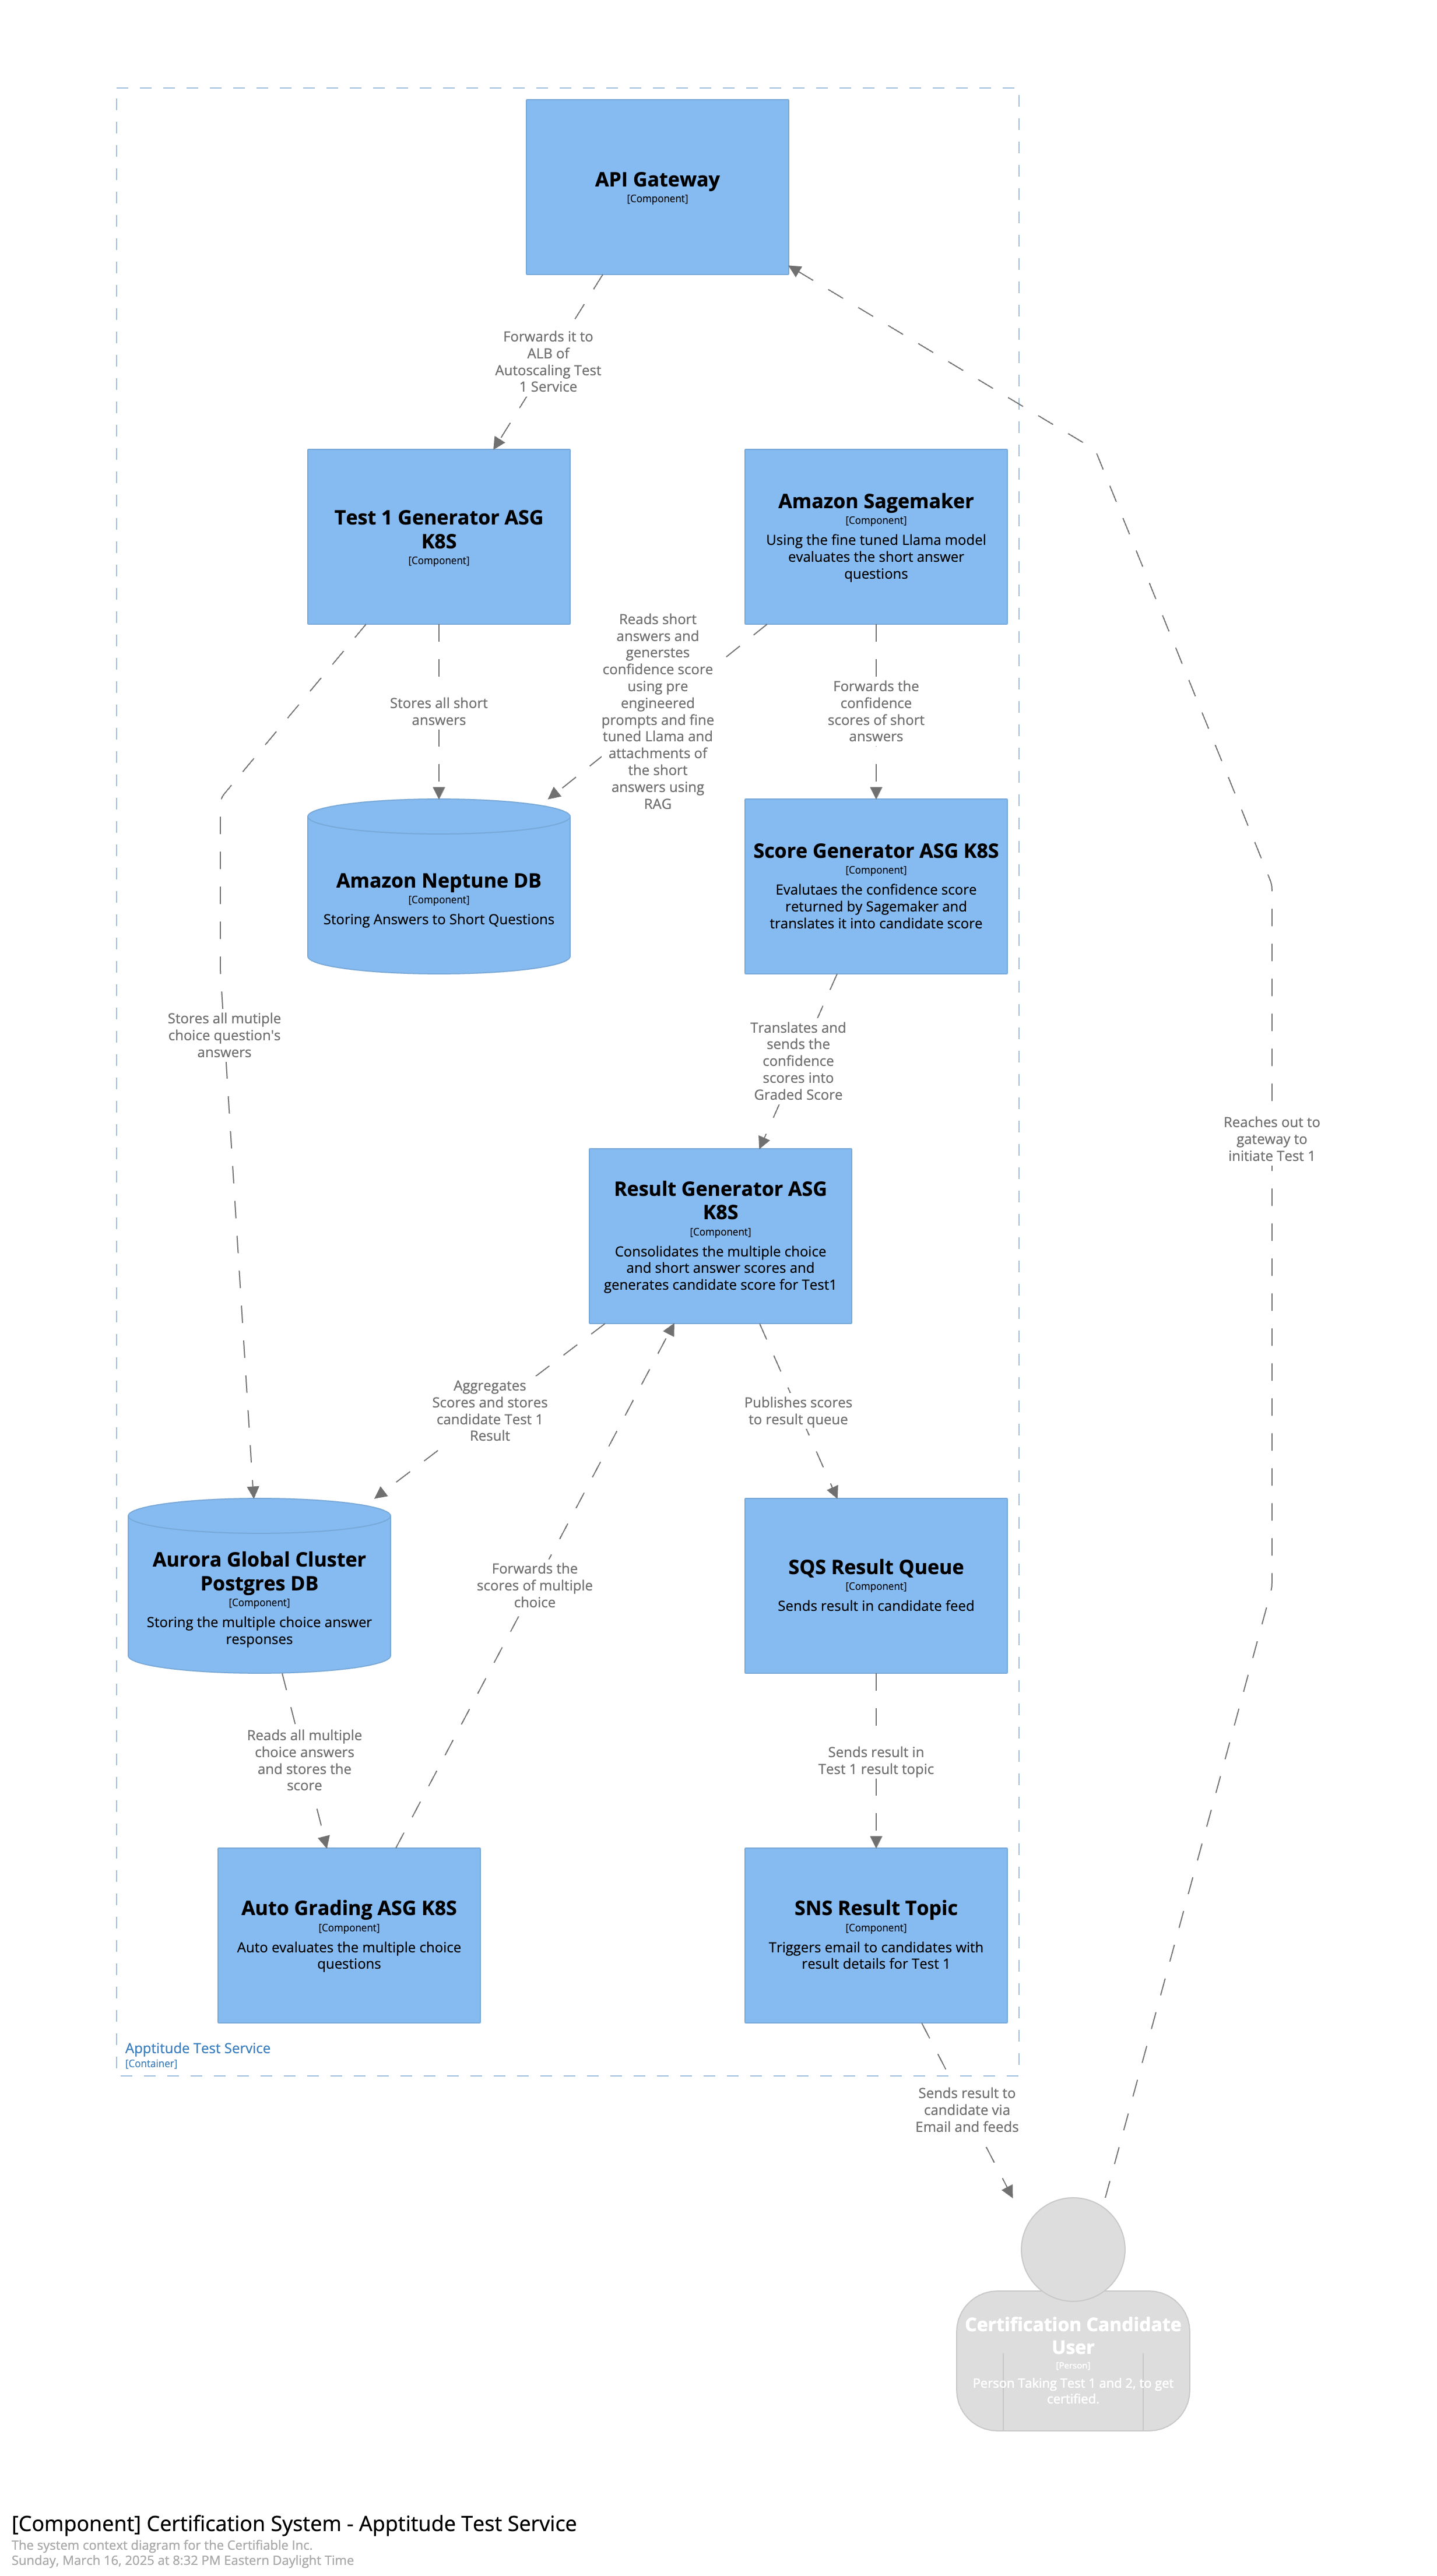 API Gateway
[Component]
Forwards it to
ALB of
Autoscaling Test
1 Service
Test 1 Generator ASG
K8S
[Component]
Amazon Sagemaker
[Component]
Using the fine tuned Llama model
evaluates the short answer
questions
Reads short
answers and
generstes
confidence score
using pre
engineered
prompts and fine
tuned Llama and
attachments of
the short
answers using
RAG
Stores all short
answers
Forwards the
confidence
scores of short
answers
Amazon Neptune DB
[Component]
Storing Answers to Short Questions
Score Generator ASG K8S
[Component]
Evalutaes the confidence score
returned by Sagemaker and
translates it into candidate score
Stores all mutiple
choice question's
answers
Translates and
sends the
confidence
scores into
Graded Score
Reaches out to
gateway to
initiate Test 1
Result Generator ASG
K8S
[Component]
Consolidates the multiple choice
and short answer scores and
generates candidate score for Test1
Aggregates
Scores and stores
candidate Test 1
Result
Publishes scores
to result queue
Aurora Global Cluster
Postgres DB
[Component]
Storing the multiple choice answer
responses
Forwards the
scores of multiple
choice
SQS Result Queue
[Component]
Sends result in candidate feed
Reads all multiple
choice answers
and stores the
score
Sends result in
Test 1 result topic
Auto Grading ASG K8S
[Component]
Auto evaluates the multiple choice
questions
SNS Result Topic
[Component]
Triggers email to candidates with
result details for Test 1
Apptitude Test Service
[Container]
Sends result to
candidate via
Email and feeds
Certification Candidate
User
[Person]
Person Taking Test 1 and 2, to get
certified.
[Component] Certification System - Apptitude Test Service
The system context diagram for the Certifiable Inc.
Sunday, March 16, 2025 at 8:32 PM Eastern Daylight Time